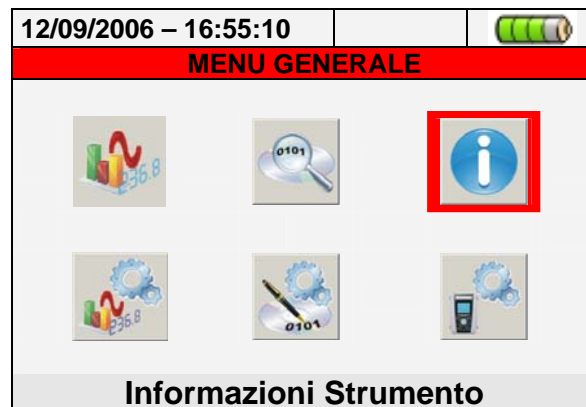 12/09/2006 – 16:55:10
MENU GENERALE
236.8
0101
236.8
0101
Informazioni Strumento